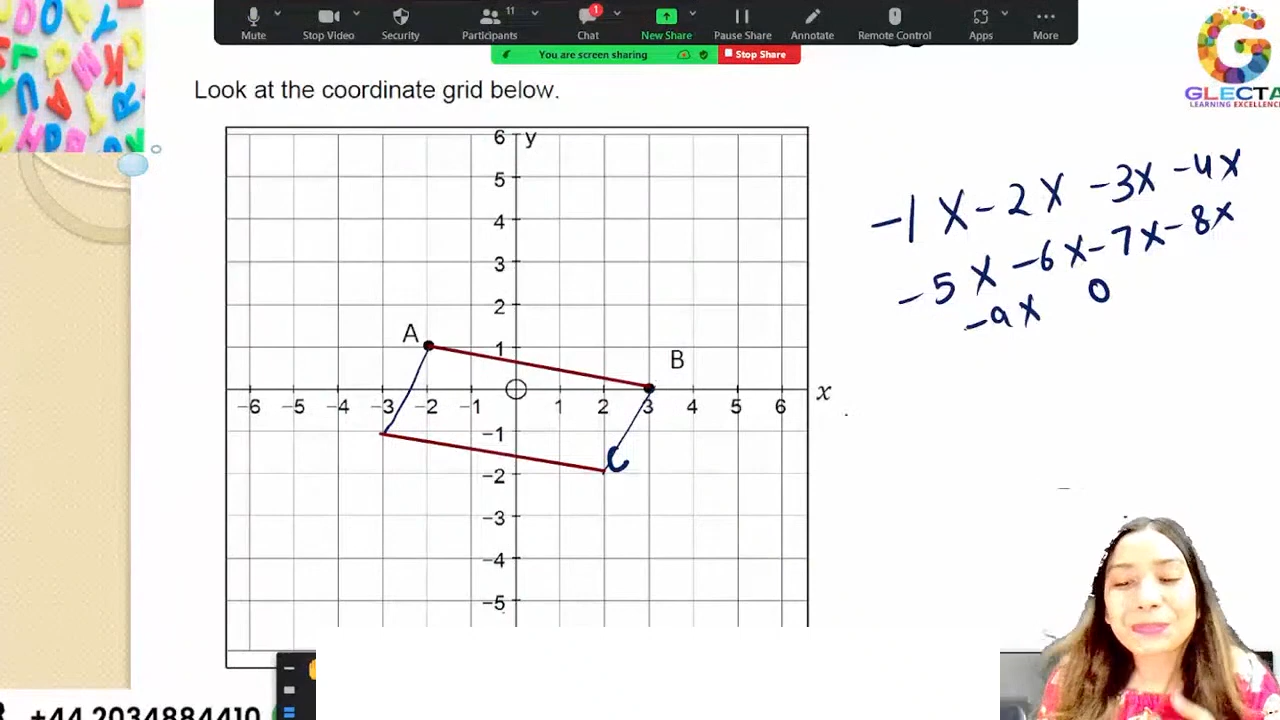 Mute Stop Video Security Participants 11 Chat 1 New Share Pause Share Annotate Remote Control Apps More
You are screen sharing Stop Share
GLECTA
LEARNING EXCELLENCE
Look at the coordinate grid below.
6 y
5
4
3
2
A
1
B
-6 -5 -4 -3 -2 -1 1 2 3 4 5 6 x
-1
C
-2
-3
-4
-5
-1 X -2 X -3X -4X
-5 X -6 X -7 X -8X
-9X 0
+44 2034884410